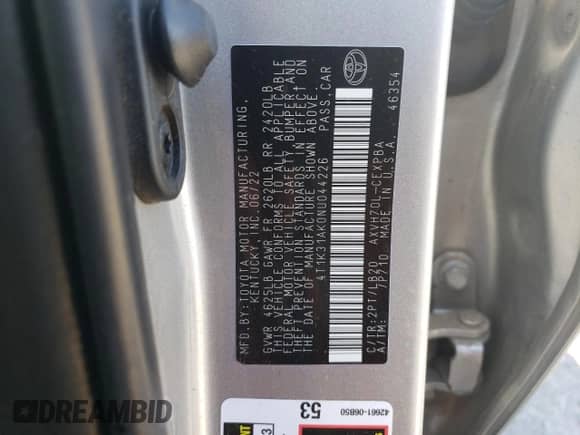 MFD.BY:TOYOTA MOTOR MANUFACTURING,
KENTUCKY,INC.06/22
GVWR 4625LB GAWR FR 2620LB RR 2420LB
THIS VEHICLE CONFORMS TO ALL APPLICABLE
FEDERAL MOTOR VEHICLE SAFETY, BUMPER, AND
THEFT PREVENTION STANDARDS IN EFFECT ON
THE DATE OF MANUFACTURE SHOWN ABOVE.
4T1K31AK0NU044226 PASS.CAR
C/TR:2PT/LB20 AXVH70L-CEXPBA
A/TM: 7P710 MADE IN U.S.A. 46354
53
42661-06B50
DREAMBID